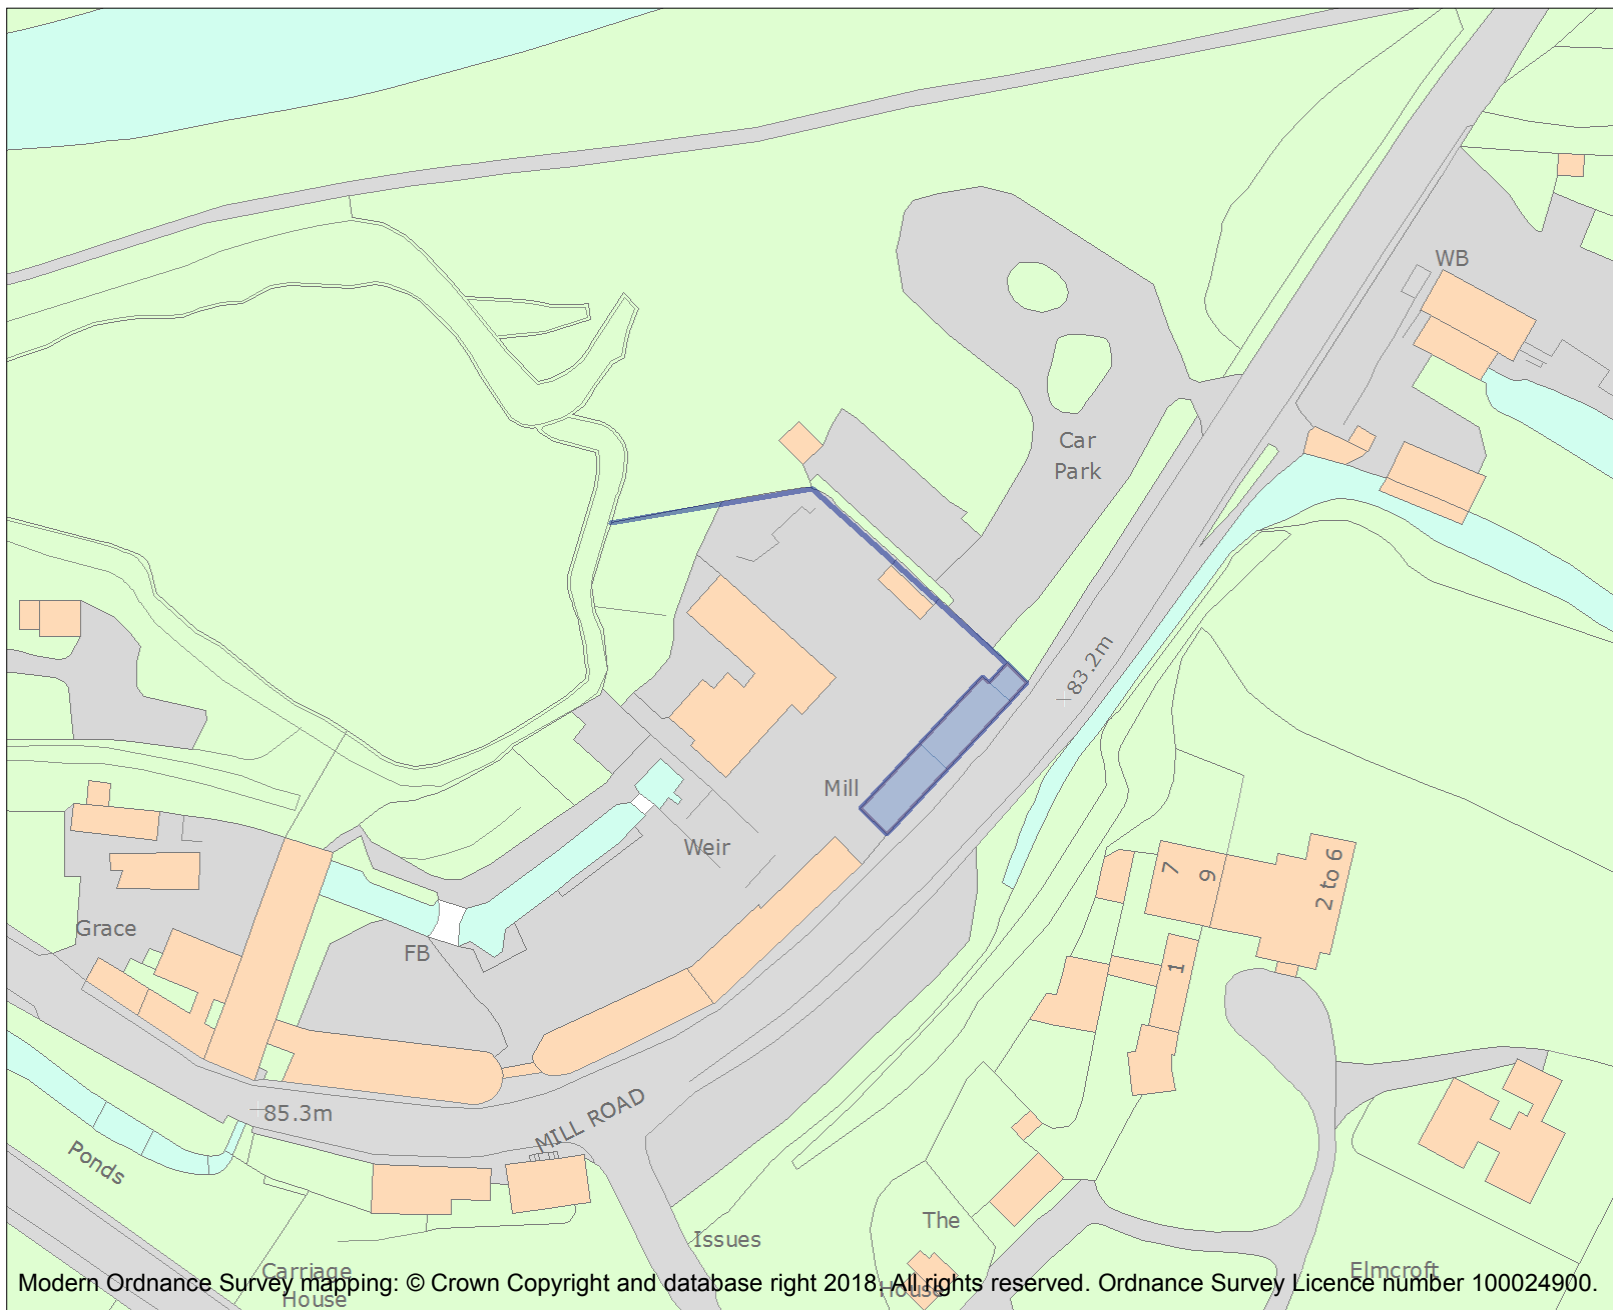 WB
Car
Park
83.2m
Mill
Weir
7
9
2 to 6
Grace
FB
1
85.3m
MILL ROAD
Ponds
The
House
Issues
Carriage
House
Elmcroft
Modern Ordnance Survey mapping: © Crown Copyright and database right 2018. All rights reserved. Ordnance Survey Licence number 100024900.